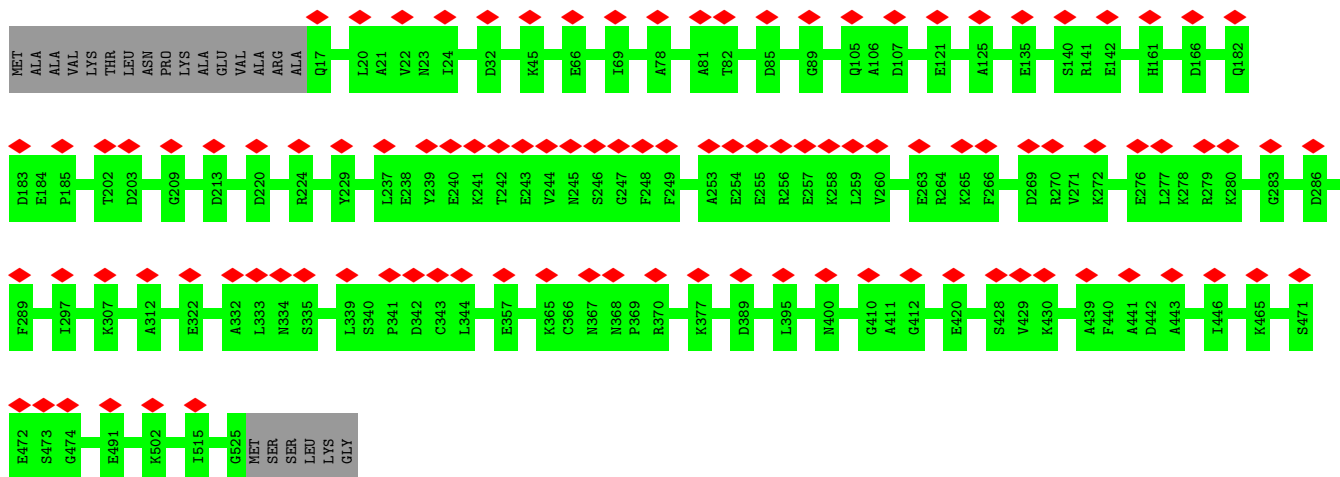 MET ALA ALA VAL LYS THR LEU ASN PRO LYS ALA GLU VAL ALA ARG ALA Q17 L20 A21 V22 N23 I24 D32 K45 E66 I69 A78 A81 T82 D85 G89 Q105 A106 D107 E121 A125 E135 S140 R141 E142 H161 D166 Q182
D183 E184 P185 T202 D203 G209 D213 D220 R224 Y229 L237 E238 Y239 E240 K241 T242 E243 V244 N245 S246 G247 F248 F249 A253 E254 E255 R256 E257 K258 L259 V260 E263 R264 K265 F266 D269 R270 V271 K272 E276 L277 K278 R279 K280 G283 D286
F289 I297 K307 A312 E322 A332 L333 N334 S335 L339 S340 P341 D342 C343 L344 E357 K365 C366 N367 N368 P369 R370 K377 D389 L395 N400 G410 A411 G412 E420 S428 V429 K430 A439 F440 A441 D442 A443 I446 K465 S471
E472 S473 G474 E491 K502 I515 G525 MET SER SER LEU LYS GLY